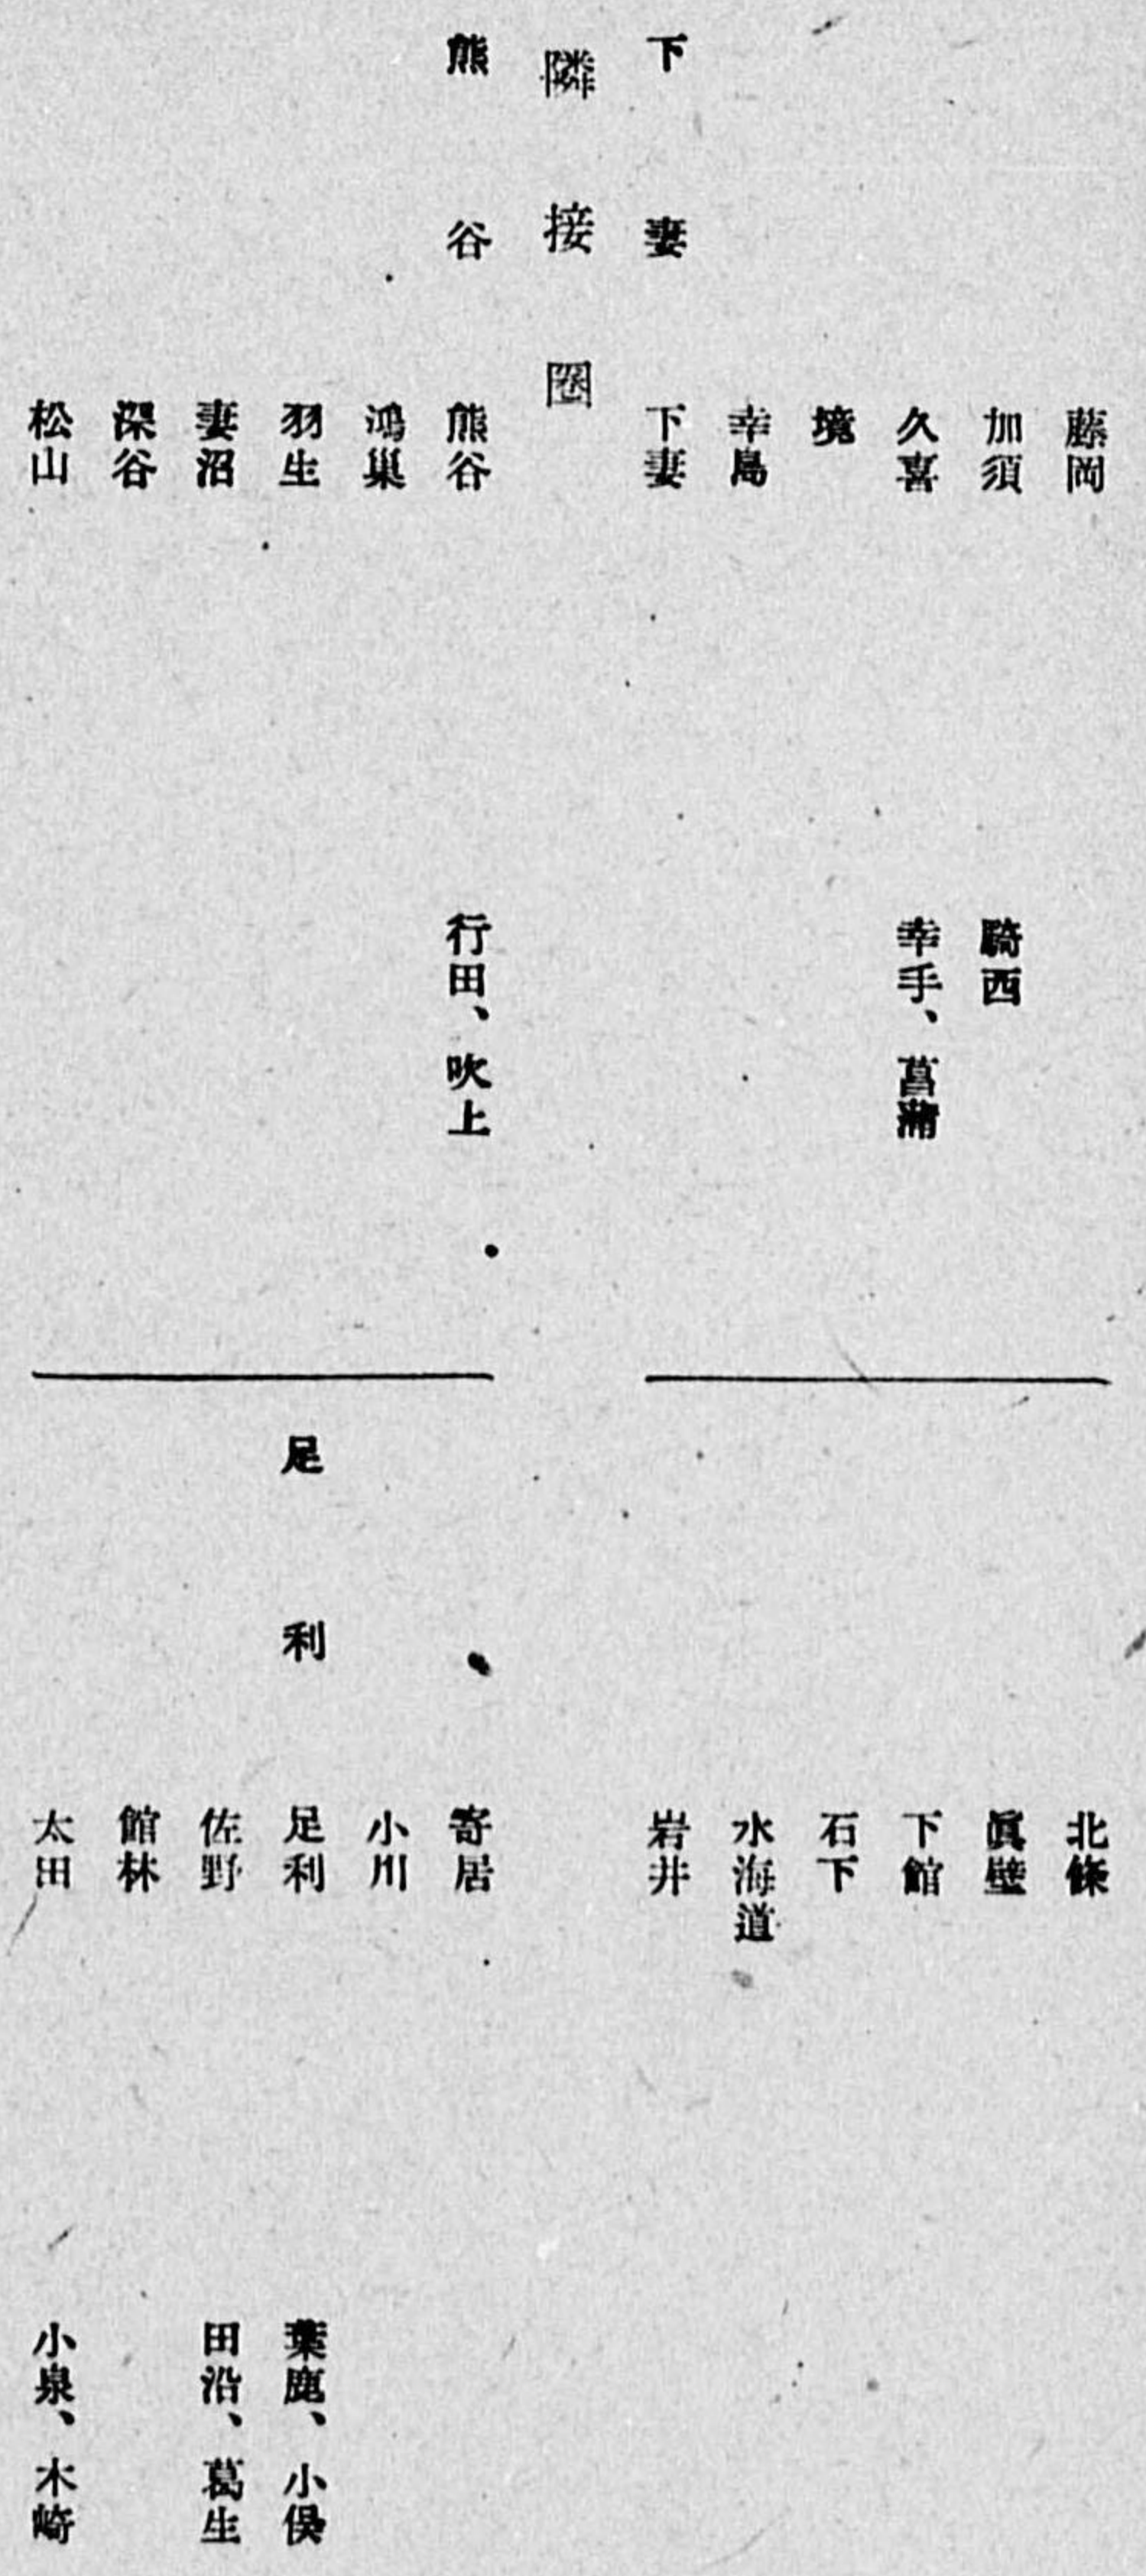 藤岡
加須 騎西
久喜 幸手、菖蒲
境
幸島
下妻 下妻
北條
眞壁
下館
石下
水海道
岩井
隣接圏
熊谷 熊谷 行田、吹上
鴻巣
羽生
妻沼
深谷
松山
寄居
小川
足利 足利 葉鹿、小俣
佐野 田沿、葛生
館林
太田 小泉、木崎